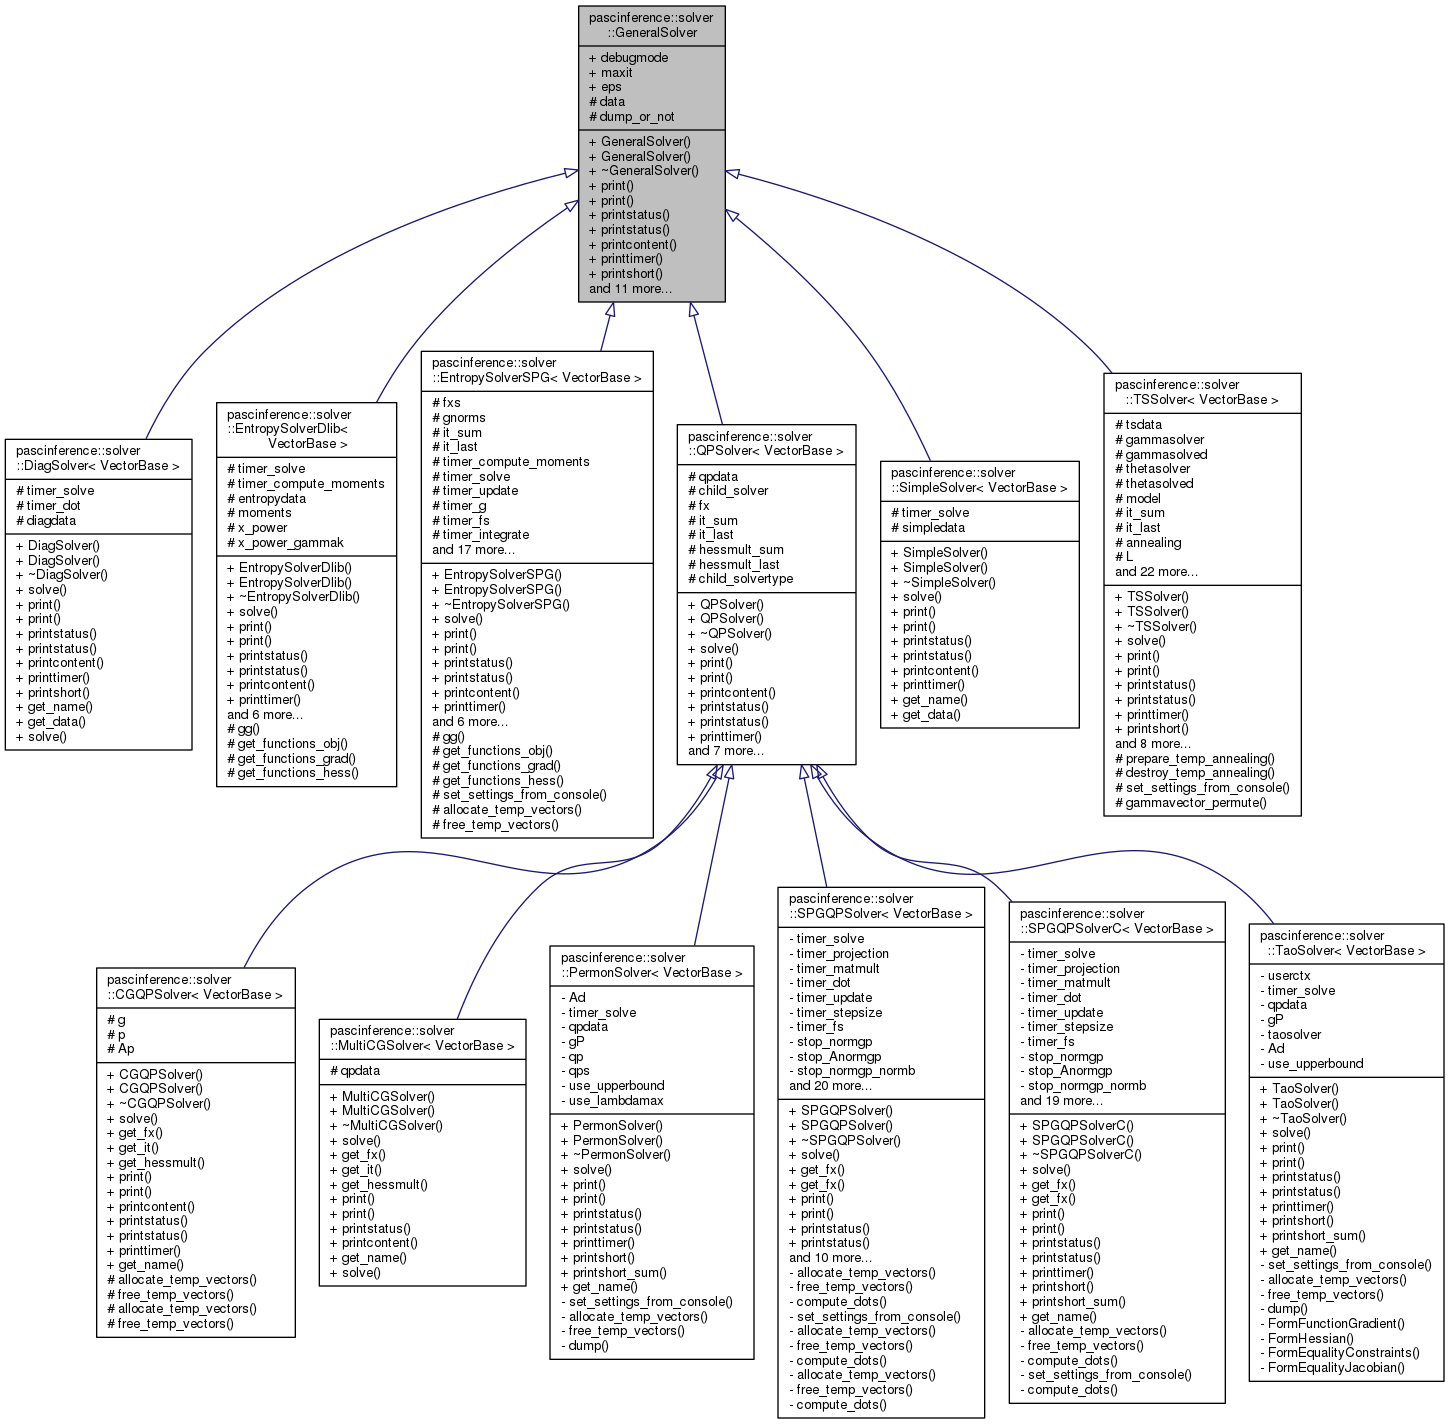 pascinference::solver
::GeneralSolver
+ debugmode
+ maxit
+ eps
# data
# dump_or_not
+ GeneralSolver()
+ GeneralSolver()
+ ~GeneralSolver()
+ print()
+ print()
+ printstatus()
+ printstatus()
+ printcontent()
+ printtimer()
+ printshort()
and 11 more...
pascinference::solver
::DiagSolver< VectorBase >
# timer_solve
# timer_dot
# diagdata
+ DiagSolver()
+ DiagSolver()
+ ~DiagSolver()
+ solve()
+ print()
+ print()
+ printstatus()
+ printstatus()
+ printcontent()
+ printtimer()
+ printshort()
+ get_name()
+ get_data()
+ solve()
pascinference::solver
::EntropySolverDlib<
VectorBase >
# timer_solve
# timer_compute_moments
# entropydata
# moments
# x_power
# x_power_gammak
+ EntropySolverDlib()
+ EntropySolverDlib()
+ ~EntropySolverDlib()
+ solve()
+ print()
+ print()
+ printstatus()
+ printstatus()
+ printcontent()
+ printtimer()
and 6 more...
# gg()
# get_functions_obj()
# get_functions_grad()
# get_functions_hess()
pascinference::solver
::EntropySolverSPG< VectorBase >
# fxs
# gnorms
# it_sum
# it_last
# timer_compute_moments
# timer_solve
# timer_update
# timer_g
# timer_fs
# timer_integrate
and 17 more...
+ EntropySolverSPG()
+ EntropySolverSPG()
+ ~EntropySolverSPG()
+ solve()
+ print()
+ print()
+ printstatus()
+ printstatus()
+ printcontent()
+ printtimer()
and 6 more...
# gg()
# get_functions_obj()
# get_functions_grad()
# get_functions_hess()
# set_settings_from_console()
# allocate_temp_vectors()
# free_temp_vectors()
pascinference::solver
::QPSolver< VectorBase >
# qpdata
# child_solver
# fx
# it_sum
# it_last
# hessmult_sum
# hessmult_last
# child_solvertype
+ QPSolver()
+ QPSolver()
+ ~QPSolver()
+ solve()
+ print()
+ print()
+ printcontent()
+ printstatus()
+ printstatus()
+ printtimer()
and 7 more...
pascinference::solver
::SimpleSolver< VectorBase >
# timer_solve
# simpledata
+ SimpleSolver()
+ SimpleSolver()
+ ~SimpleSolver()
+ solve()
+ print()
+ print()
+ printstatus()
+ printstatus()
+ printcontent()
+ printtimer()
+ get_name()
+ get_data()
pascinference::solver
::TSSolver< VectorBase >
# tsdata
# gammasolver
# gammasolved
# thetasolver
# thetasolved
# model
# it_sum
# it_last
# annealing
# L
and 22 more...
+ TSSolver()
+ TSSolver()
+ ~TSSolver()
+ solve()
+ print()
+ print()
+ printstatus()
+ printstatus()
+ printtimer()
+ printshort()
and 8 more...
# prepare_temp_annealing()
# destroy_temp_annealing()
# set_settings_from_console()
# gammavector_permute()
pascinference::solver
::CGQPSolver< VectorBase >
# g
# p
# Ap
+ CGQPSolver()
+ CGQPSolver()
+ ~CGQPSolver()
+ solve()
+ get_fx()
+ get_it()
+ get_hessmult()
+ print()
+ print()
+ printcontent()
+ printstatus()
+ printstatus()
+ printtimer()
+ get_name()
# allocate_temp_vectors()
# free_temp_vectors()
# allocate_temp_vectors()
# free_temp_vectors()
pascinference::solver
::MultiCGSolver< VectorBase >
# qpdata
+ MultiCGSolver()
+ MultiCGSolver()
+ ~MultiCGSolver()
+ solve()
+ get_fx()
+ get_it()
+ get_hessmult()
+ print()
+ print()
+ printstatus()
+ printcontent()
+ get_name()
+ solve()
pascinference::solver
::PermonSolver< VectorBase >
- Ad
- timer_solve
- qpdata
- gP
- qp
- qps
- use_upperbound
- use_lambdamax
+ PermonSolver()
+ PermonSolver()
+ ~PermonSolver()
+ solve()
+ print()
+ print()
+ printstatus()
+ printstatus()
+ printtimer()
+ printshort()
+ printshort_sum()
+ get_name()
- set_settings_from_console()
- allocate_temp_vectors()
- free_temp_vectors()
- dump()
pascinference::solver
::SPGQPSolver< VectorBase >
- timer_solve
- timer_projection
- timer_matmult
- timer_dot
- timer_update
- timer_stepsize
- timer_fs
- stop_normgp
- stop_Anormgp
- stop_normgp_normb
and 20 more...
+ SPGQPSolver()
+ SPGQPSolver()
+ ~SPGQPSolver()
+ solve()
+ get_fx()
+ get_fx()
+ print()
+ print()
+ printstatus()
+ printstatus()
and 10 more...
- allocate_temp_vectors()
- free_temp_vectors()
- compute_dots()
- set_settings_from_console()
- allocate_temp_vectors()
- free_temp_vectors()
- compute_dots()
- allocate_temp_vectors()
- free_temp_vectors()
- compute_dots()
pascinference::solver
::SPGQPSolverC< VectorBase >
- timer_solve
- timer_projection
- timer_matmult
- timer_dot
- timer_update
- timer_stepsize
- timer_fs
- stop_normgp
- stop_Anormgp
- stop_normgp_normb
and 19 more...
+ SPGQPSolverC()
+ SPGQPSolverC()
+ ~SPGQPSolverC()
+ solve()
+ get_fx()
+ get_fx()
+ print()
+ print()
+ printstatus()
+ printstatus()
+ printtimer()
+ printshort()
+ printshort_sum()
+ get_name()
- allocate_temp_vectors()
- free_temp_vectors()
- compute_dots()
- set_settings_from_console()
- compute_dots()
pascinference::solver
::TaoSolver< VectorBase >
- userctx
- timer_solve
- qpdata
- gP
- taosolver
- Ad
- use_upperbound
+ TaoSolver()
+ TaoSolver()
+ ~TaoSolver()
+ solve()
+ print()
+ print()
+ printstatus()
+ printstatus()
+ printtimer()
+ printshort()
+ printshort_sum()
+ get_name()
- set_settings_from_console()
- allocate_temp_vectors()
- free_temp_vectors()
- dump()
- FormFunctionGradient()
- FormHessian()
- FormEqualityConstraints()
- FormEqualityJacobian()